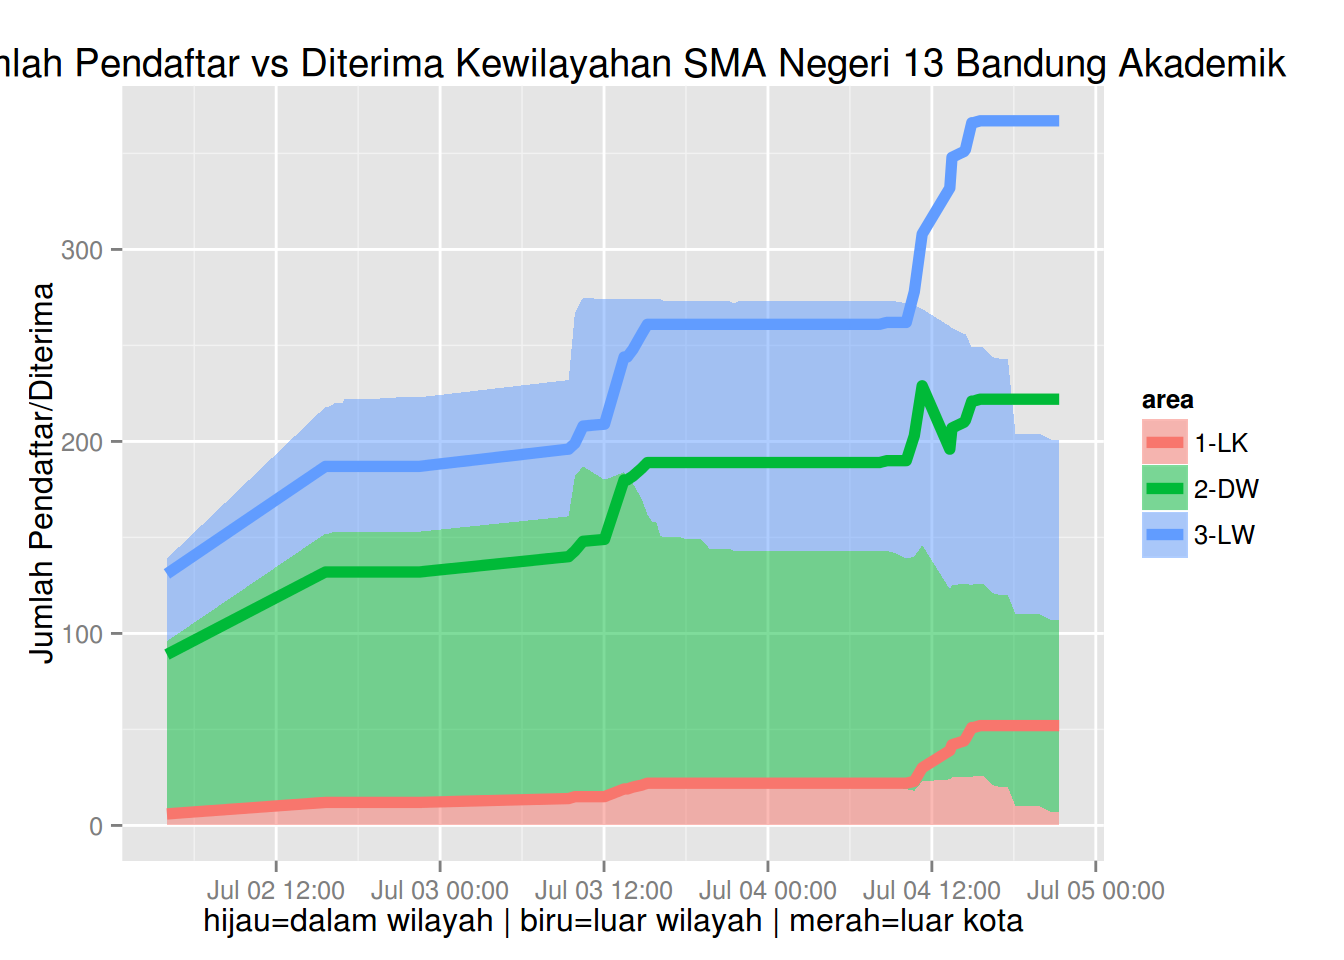 mlah Pendaftar vs Diterima Kewilayahan SMA Negeri 13 Bandung Akademik
Jumlah Pendaftar/Diterima
300
200
100
0
area
1-LK
2-DW
3-LW
Jul 02 12:00 Jul 03 00:00 Jul 03 12:00 Jul 04 00:00 Jul 04 12:00 Jul 05 00:00
hijau=dalam wilayah | biru=luar wilayah | merah=luar kota